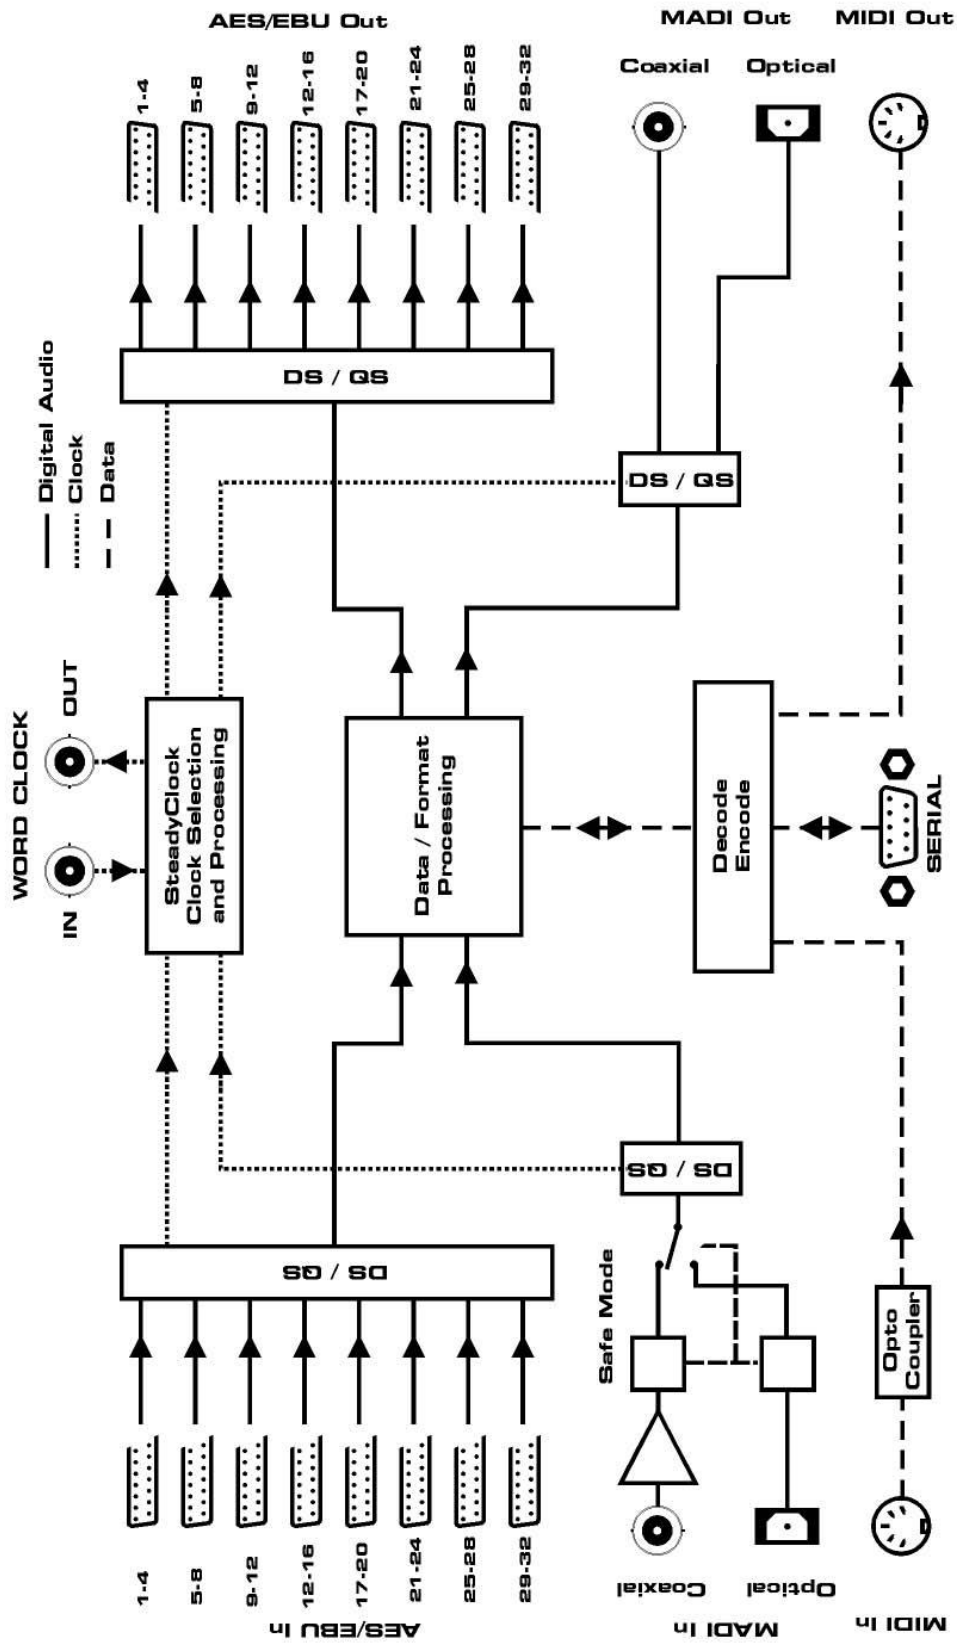 AES/EBU Out
MADI Out
MIDI Out
Coaxial
Optical
1-4
5-8
9-12
12-16
17-20
21-24
25-28
29-32
DS / QS
Digital Audio
Clock
Data
DS / QS
WORD CLOCK
IN
OUT
SteadyClock
Clock Selection
and Processing
Data / Format
Processing
Decode
Encode
SERIAL
DS / QS
DS / QS
Safe Mode
Opto
Coupler
1-4
5-8
9-12
12-16
17-20
21-24
25-28
29-32
Coaxial
Optical
AES/EBU In
MADI In
MIDI In